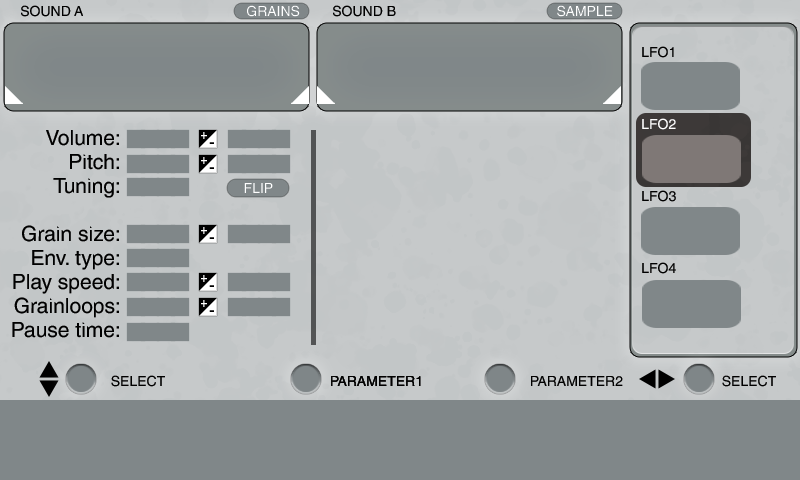 SOUND A GRAINS SOUND B SAMPLE
LFO1
LFO2
LFO3
LFO4
Volume: + -
Pitch: + -
Tuning: FLIP
Grain size: + -
Env. type:
Play speed: + -
Grainloops: + -
Pause time:
SELECT PARAMETER1 PARAMETER2 SELECT